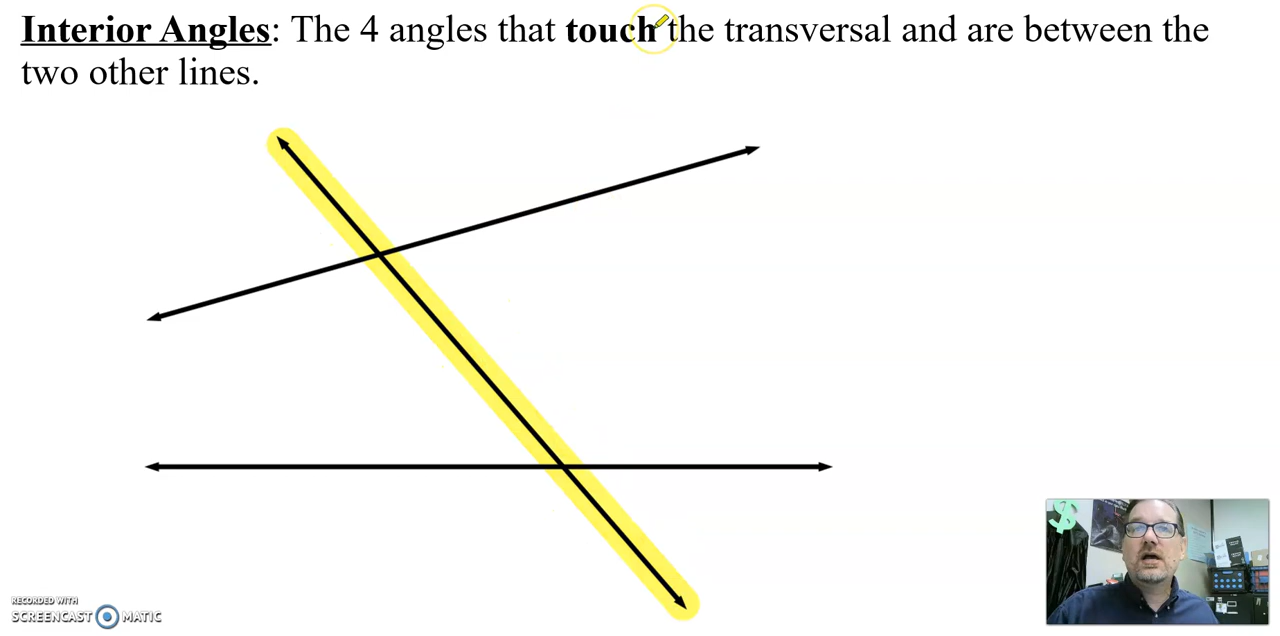 Interior Angles: The 4 angles that touch the transversal and are between the
two other lines.
RECORDED WITH
SCREENCAST MATIC